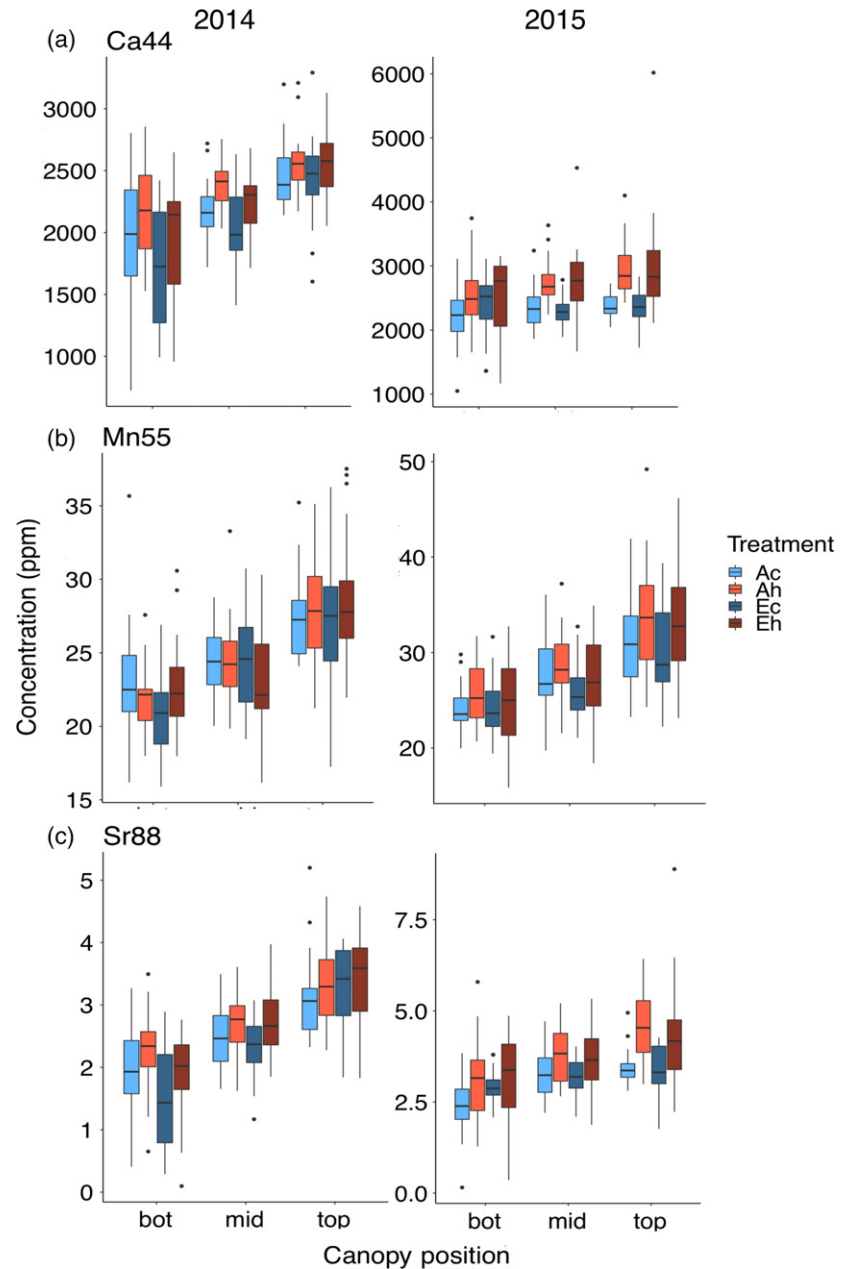 2014
2015
(a)
Ca44
3000
2500
2000
1500
1000
6000
5000
4000
3000
2000
1000
(b)
Mn55
35
30
25
20
15
50
40
30
20
Concentration (ppm)
Treatment
Ac
Ah
Ec
Eh
(c)
Sr88
5
4
3
2
1
0
7.5
5.0
2.5
0.0
bot mid top
bot mid top
Canopy position